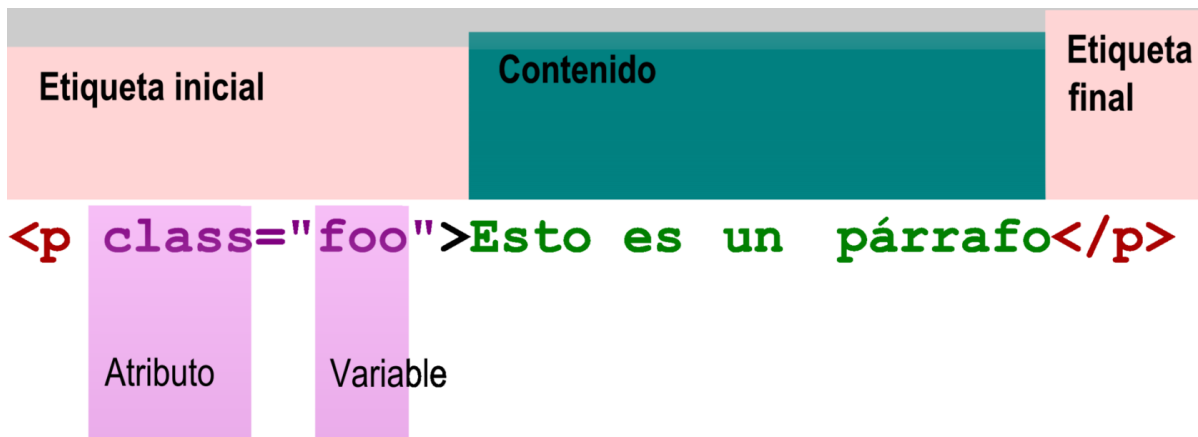 Etiqueta inicial
Contenido
Etiqueta
final
<p class="foo">Esto es un párrafo</p>
Atributo
Variable